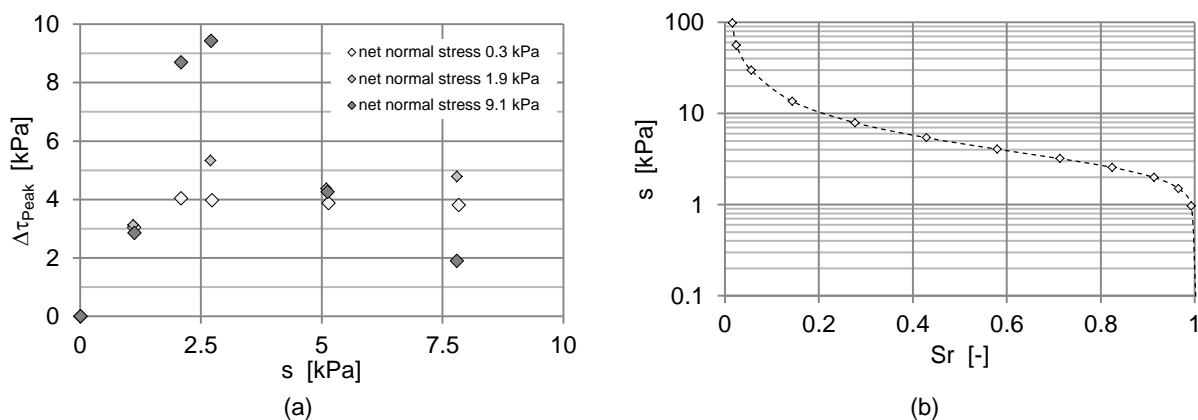 10
8
6
4
2
0
ΔτPeak [kPa]
net normal stress 0.3 kPa
net normal stress 1.9 kPa
net normal stress 9.1 kPa
0 2.5 5 7.5 10
s [kPa]
(a)
100
10
1
0.1
s [kPa]
0 0.2 0.4 0.6 0.8 1
Sr [-]
(b)